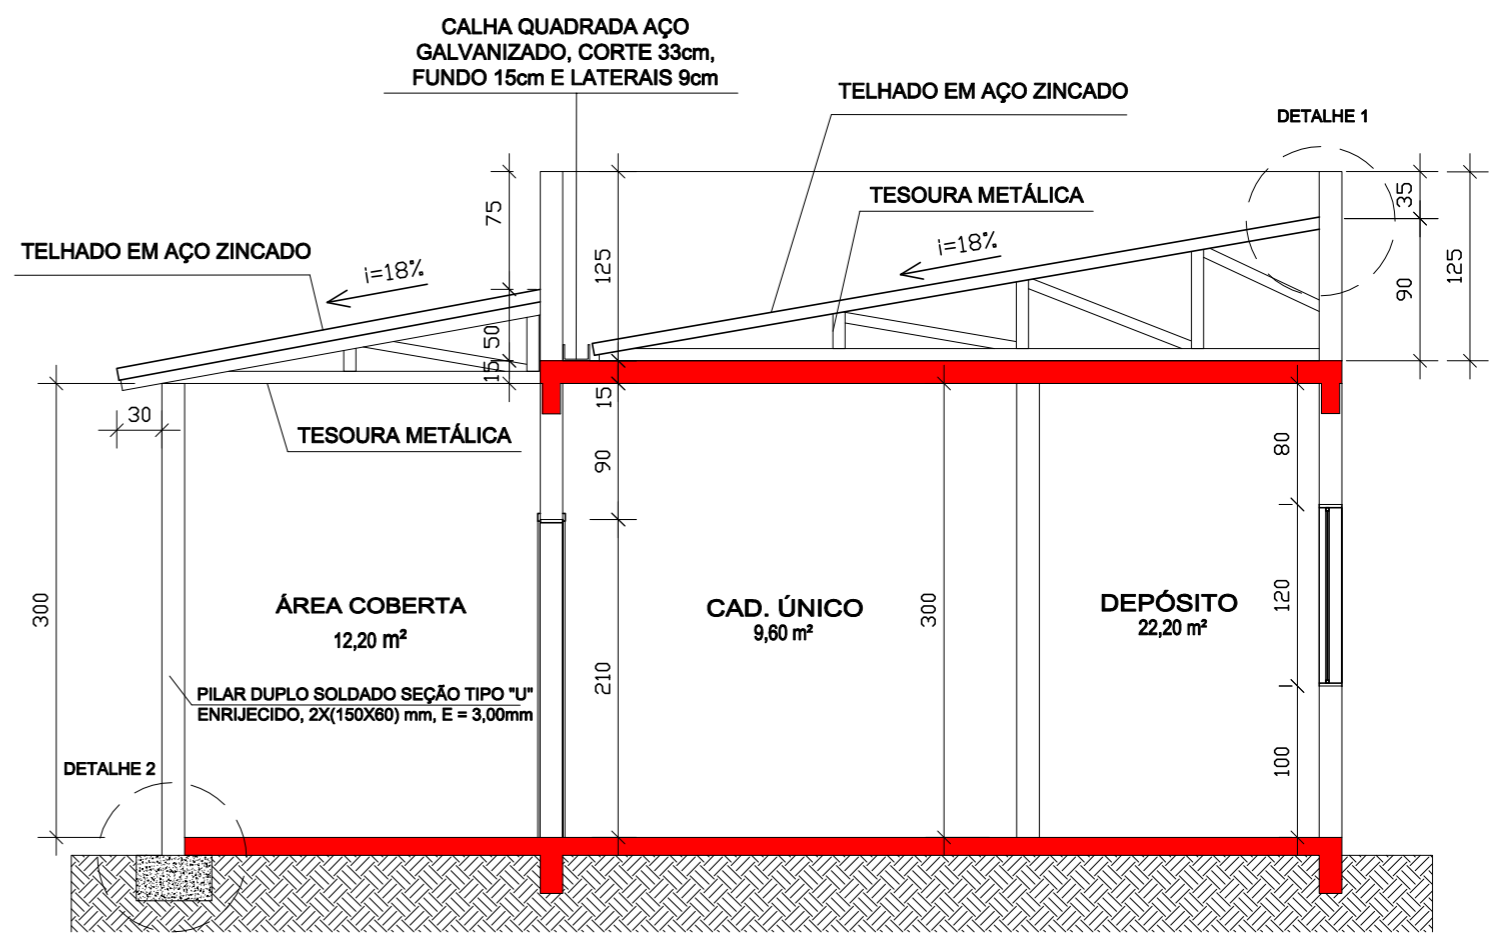 CALHA QUADRADA AÇO
GALVANIZADO, CORTE 33cm,
FUNDO 15cm E LATERAIS 9cm
TELHADO EM AÇO ZINCADO
DETALHE 1
TESOURA METÁLICA
35
75
TELHADO EM AÇO ZINCADO
i=18%
i=18%
125
125
90
50
15
15
30
TESOURA METÁLICA
90
80
300
ÁREA COBERTA
12,20 m²
CAD. ÚNICO
9,60 m²
300
DEPÓSITO
22,20 m²
120
210
PILAR DUPLO SOLDADO SEÇÃO TIPO "U"
ENRIJECIDO, 2X(150X60) mm, E = 3,00mm
DETALHE 2
100